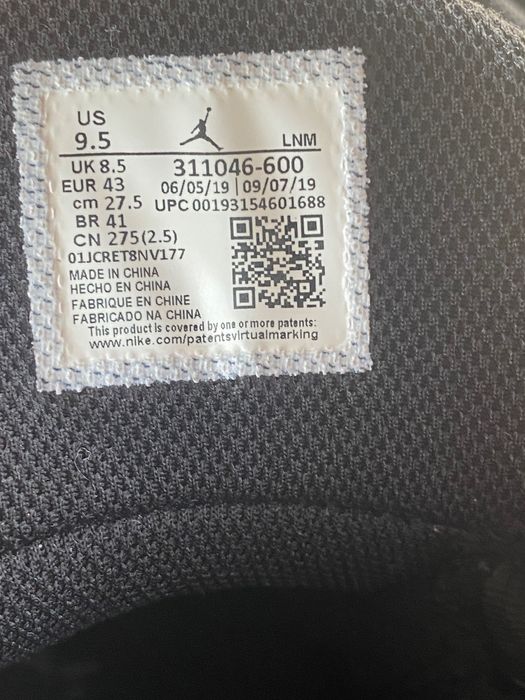 US
9.5 LNM
UK 8.5 311046-600
EUR 43 06/05/19 | 09/07/19
cm 27.5 UPC 00193154601688
BR 41
CN 275(2.5)
01JCRET8NV177
MADE IN CHINA
HECHO EN CHINA
FABRIQUE EN CHINE
FABRICADO NA CHINA
This product is covered by one or more patents:
www.nike.com/patentsvirtualmarking